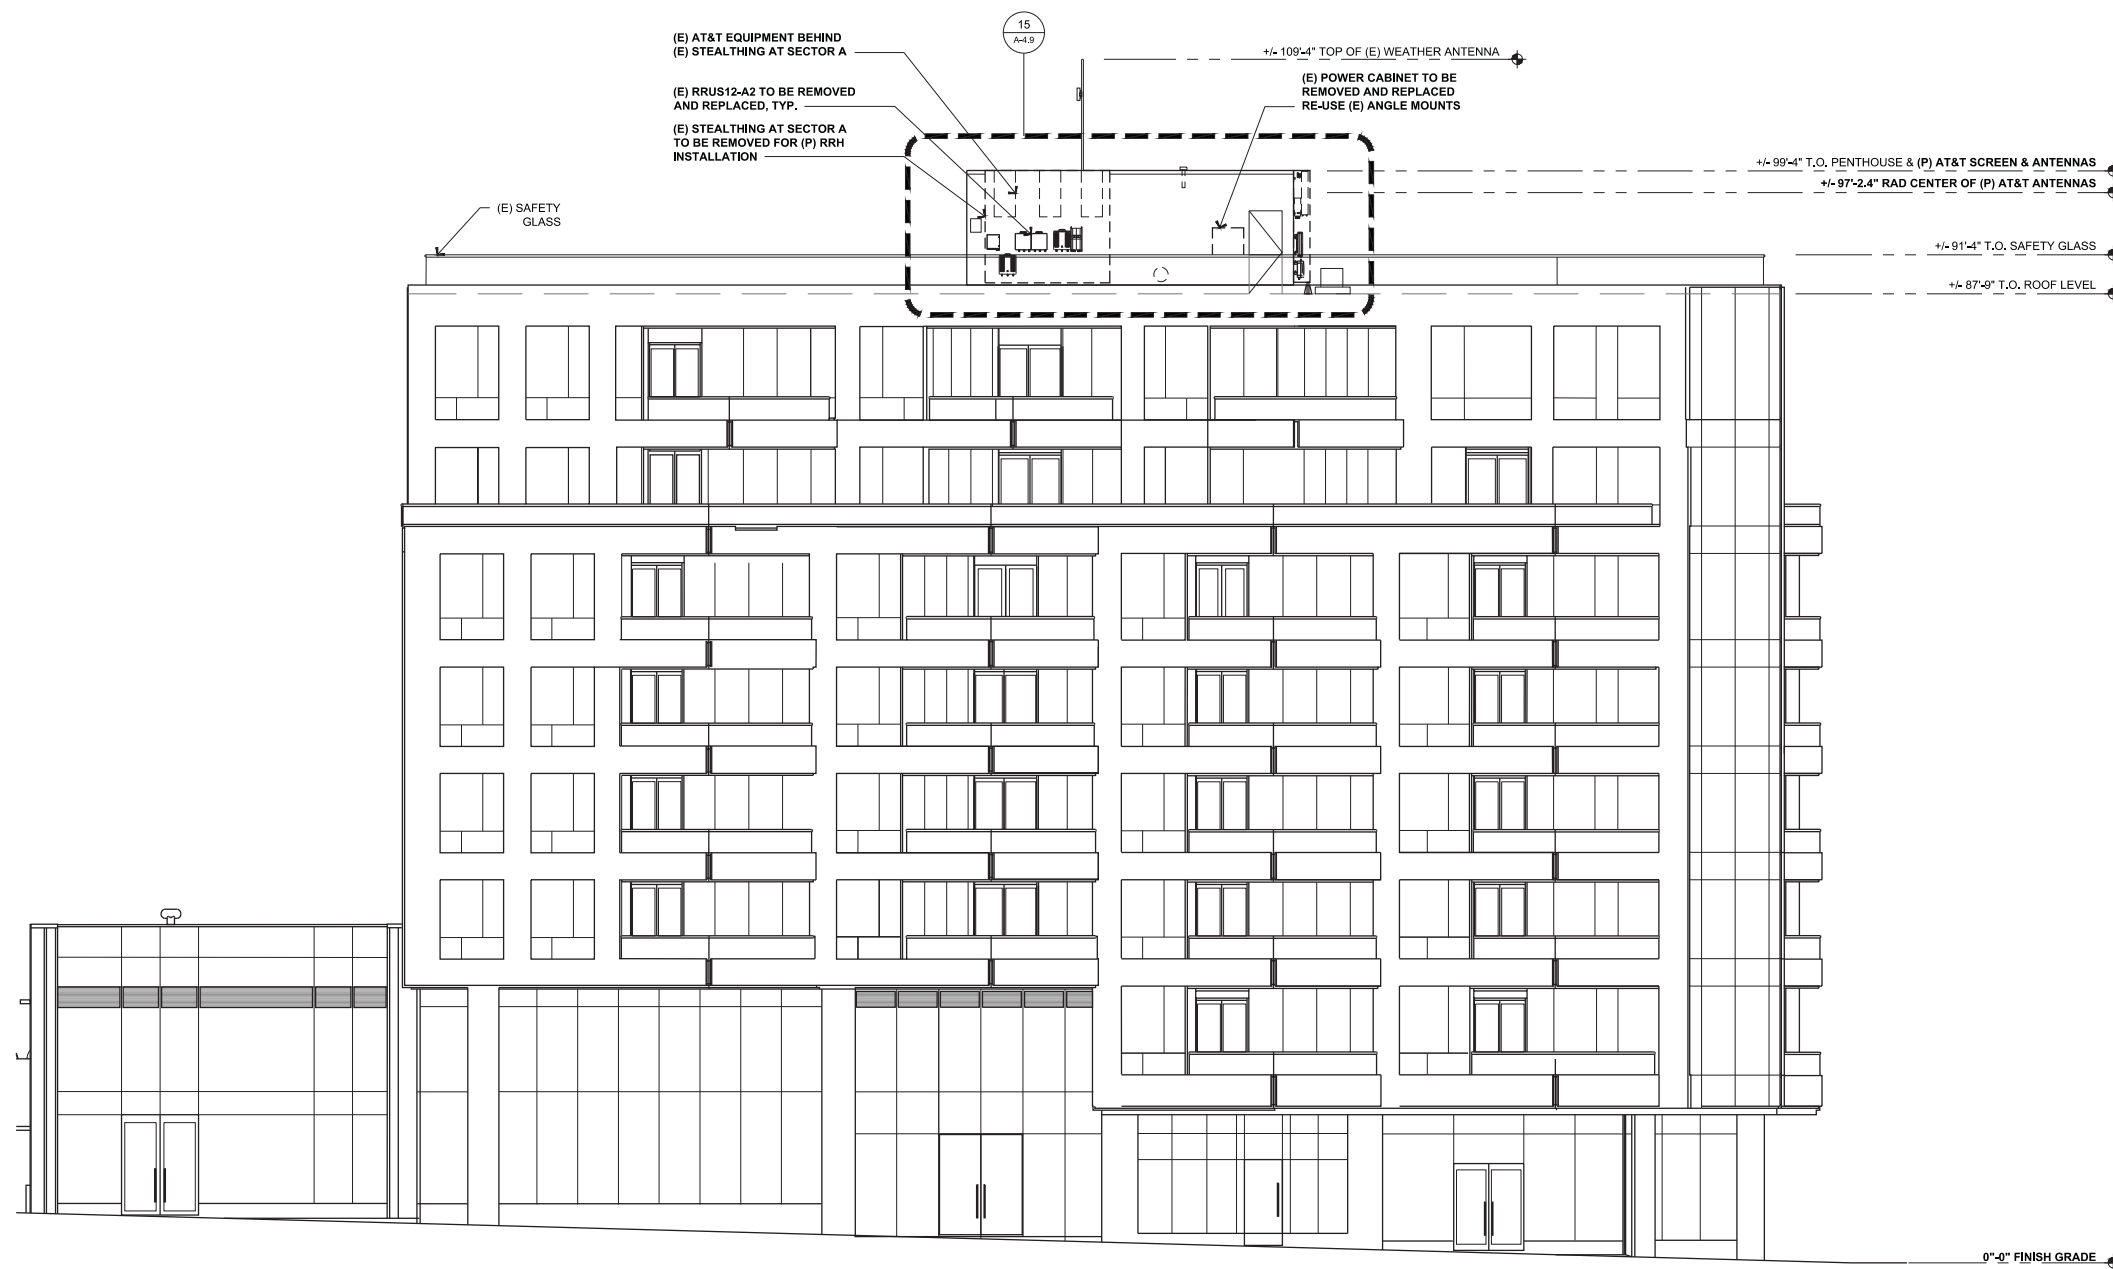 (E) AT&T EQUIPMENT BEHIND
(E) STEALTHING AT SECTOR A
15
A-4.9
+/- 109'-4" TOP OF (E) WEATHER ANTENNA
(E) RRUS12-A2 TO BE REMOVED
AND REPLACED, TYP.
(E) POWER CABINET TO BE
REMOVED AND REPLACED
RE-USE (E) ANGLE MOUNTS
(E) STEALTHING AT SECTOR A
TO BE REMOVED FOR (P) RRH
INSTALLATION
+/- 99'-4" T.O. PENTHOUSE & (P) AT&T SCREEN & ANTENNAS
+/- 97'-2.4" RAD CENTER OF (P) AT&T ANTENNAS
(E) SAFETY
GLASS
+/- 91'-4" T.O. SAFETY GLASS
+/- 87'-9" T.O. ROOF LEVEL
0"-0" FINISH GRADE